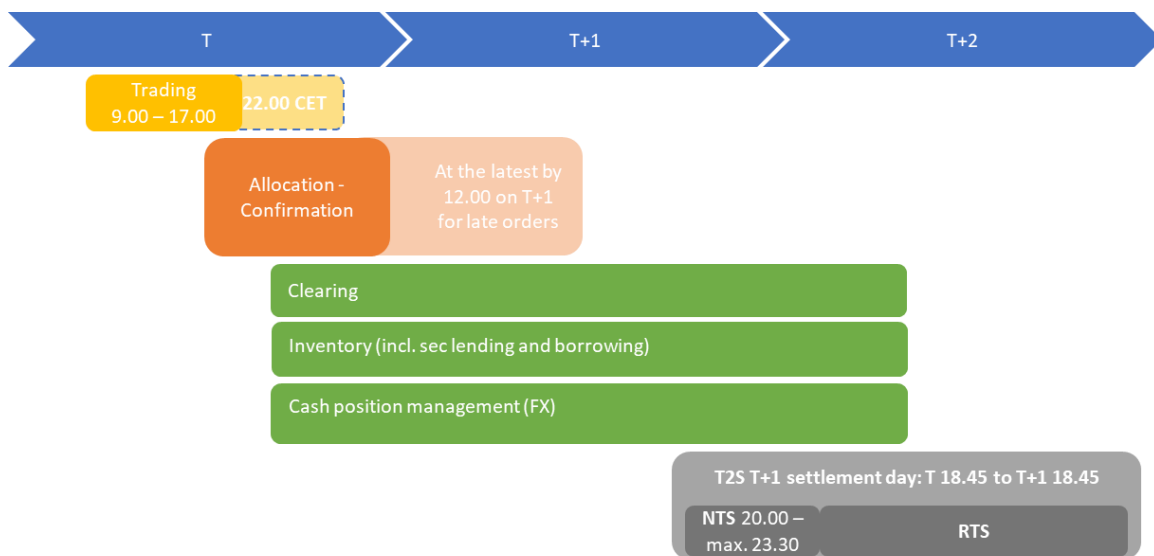 T
T+1
T+2
Trading
9.00 – 17.00
22.00 CET
Allocation -
Confirmation
At the latest by
12.00 on T+1
for late orders
Clearing
Inventory (incl. sec lending and borrowing)
Cash position management (FX)
T2S T+1 settlement day: T 18.45 to T+1 18.45
NTS 20.00 –
max. 23.30
RTS